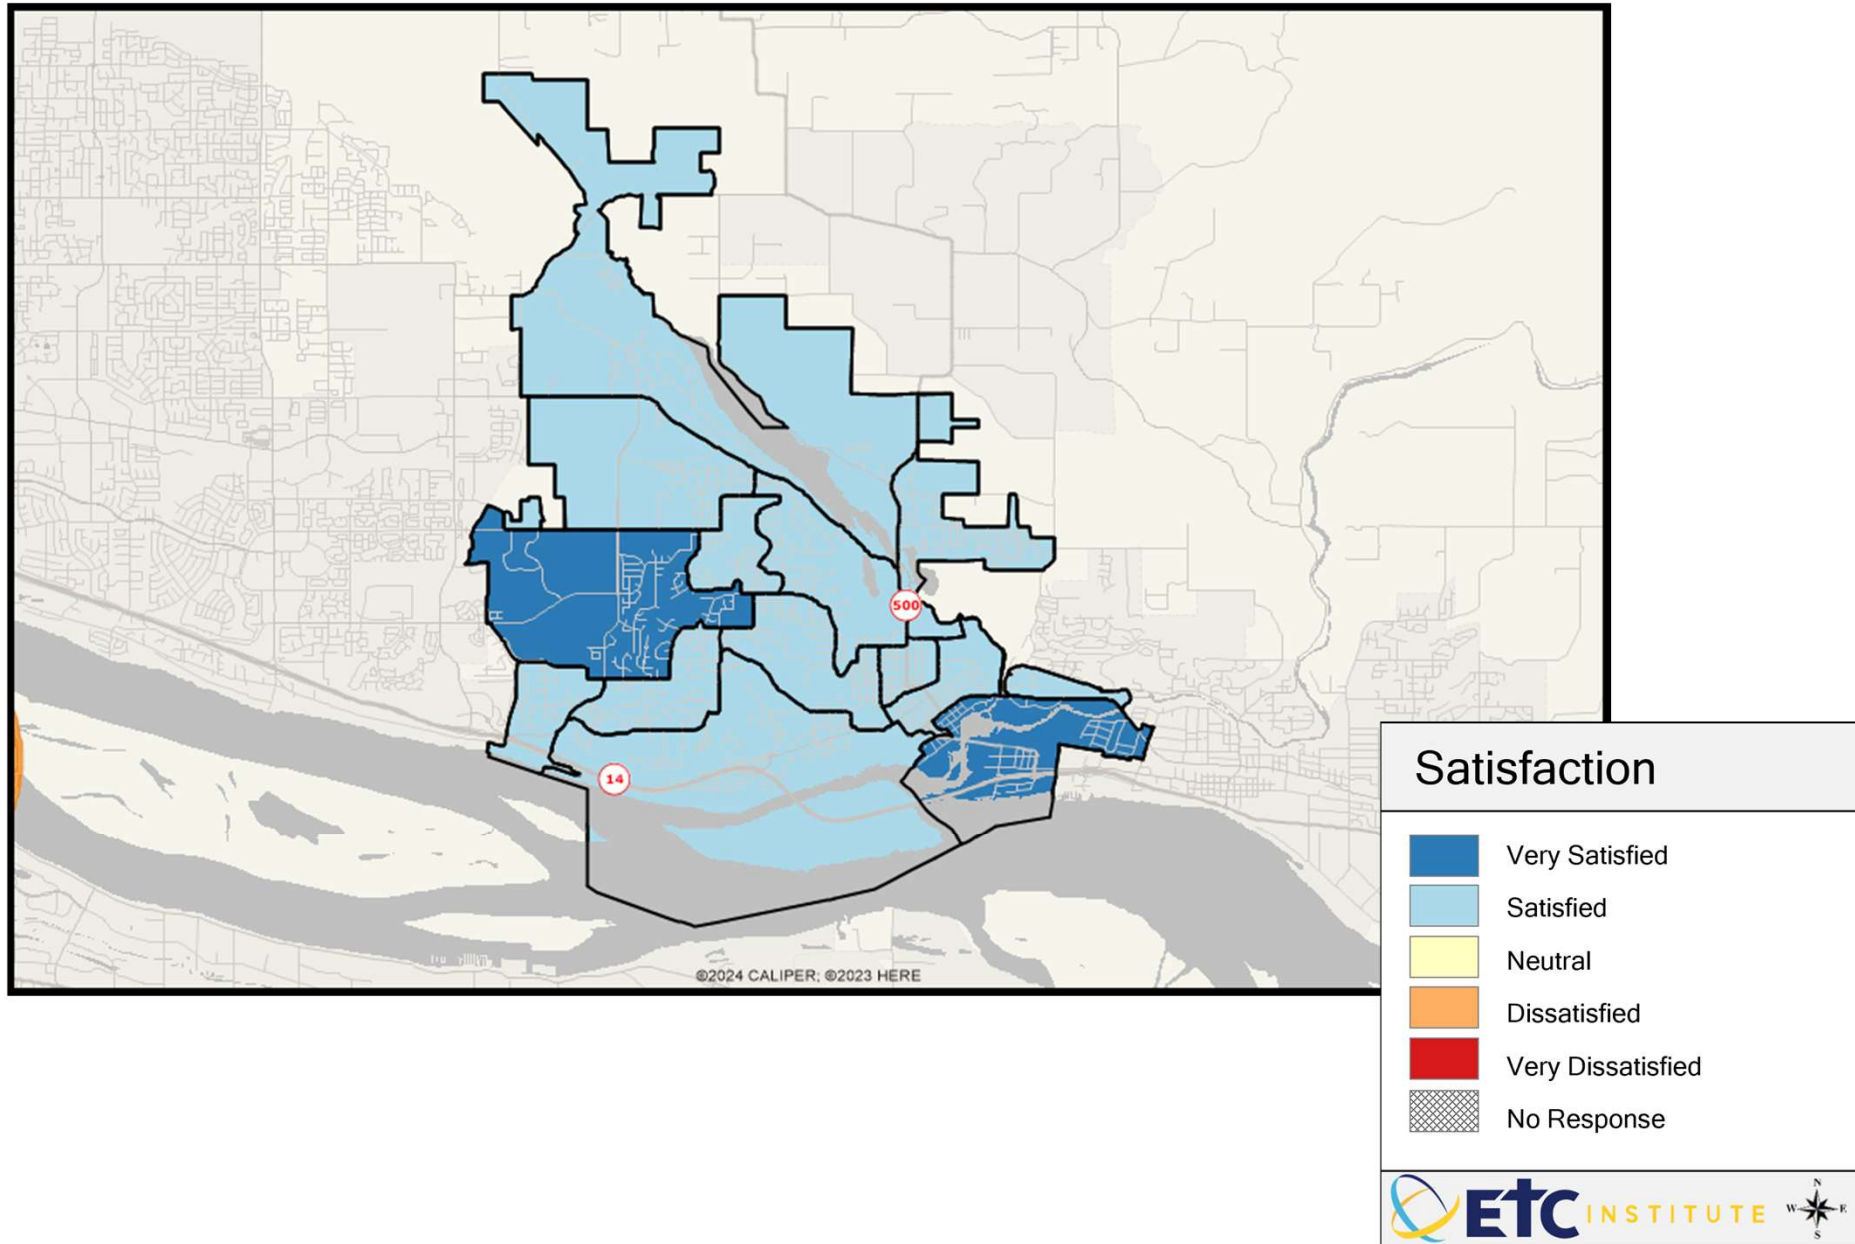 500
14
©2024 CALIPER; ©2023 HERE
Satisfaction
Very Satisfied
Satisfied
Neutral
Dissatisfied
Very Dissatisfied
No Response
ETC INSTITUTE
N
W E
S